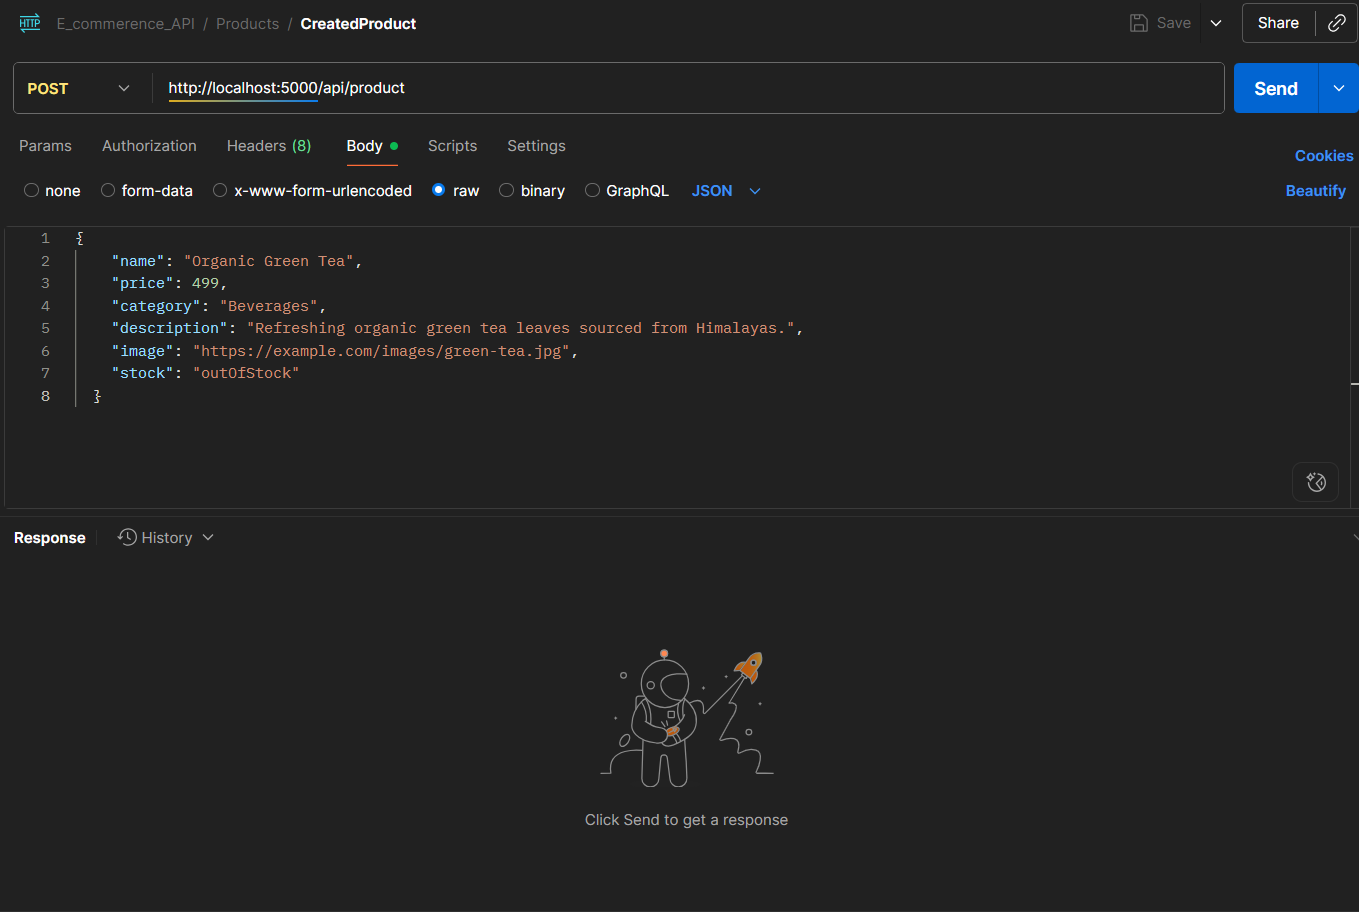 HTTP E_commerence_API / Products / CreatedProduct Save Share
POST http://localhost:5000/api/product Send
Params Authorization Headers (8) Body Scripts Settings Cookies
none form-data x-www-form-urlencoded raw binary GraphQL JSON Beautify
1 {
2 "name": "Organic Green Tea",
3 "price": 499,
4 "category": "Beverages",
5 "description": "Refreshing organic green tea leaves sourced from Himalayas.",
6 "image": "https://example.com/images/green-tea.jpg",
7 "stock": "outOfStock"
8 }
Response History
Click Send to get a response